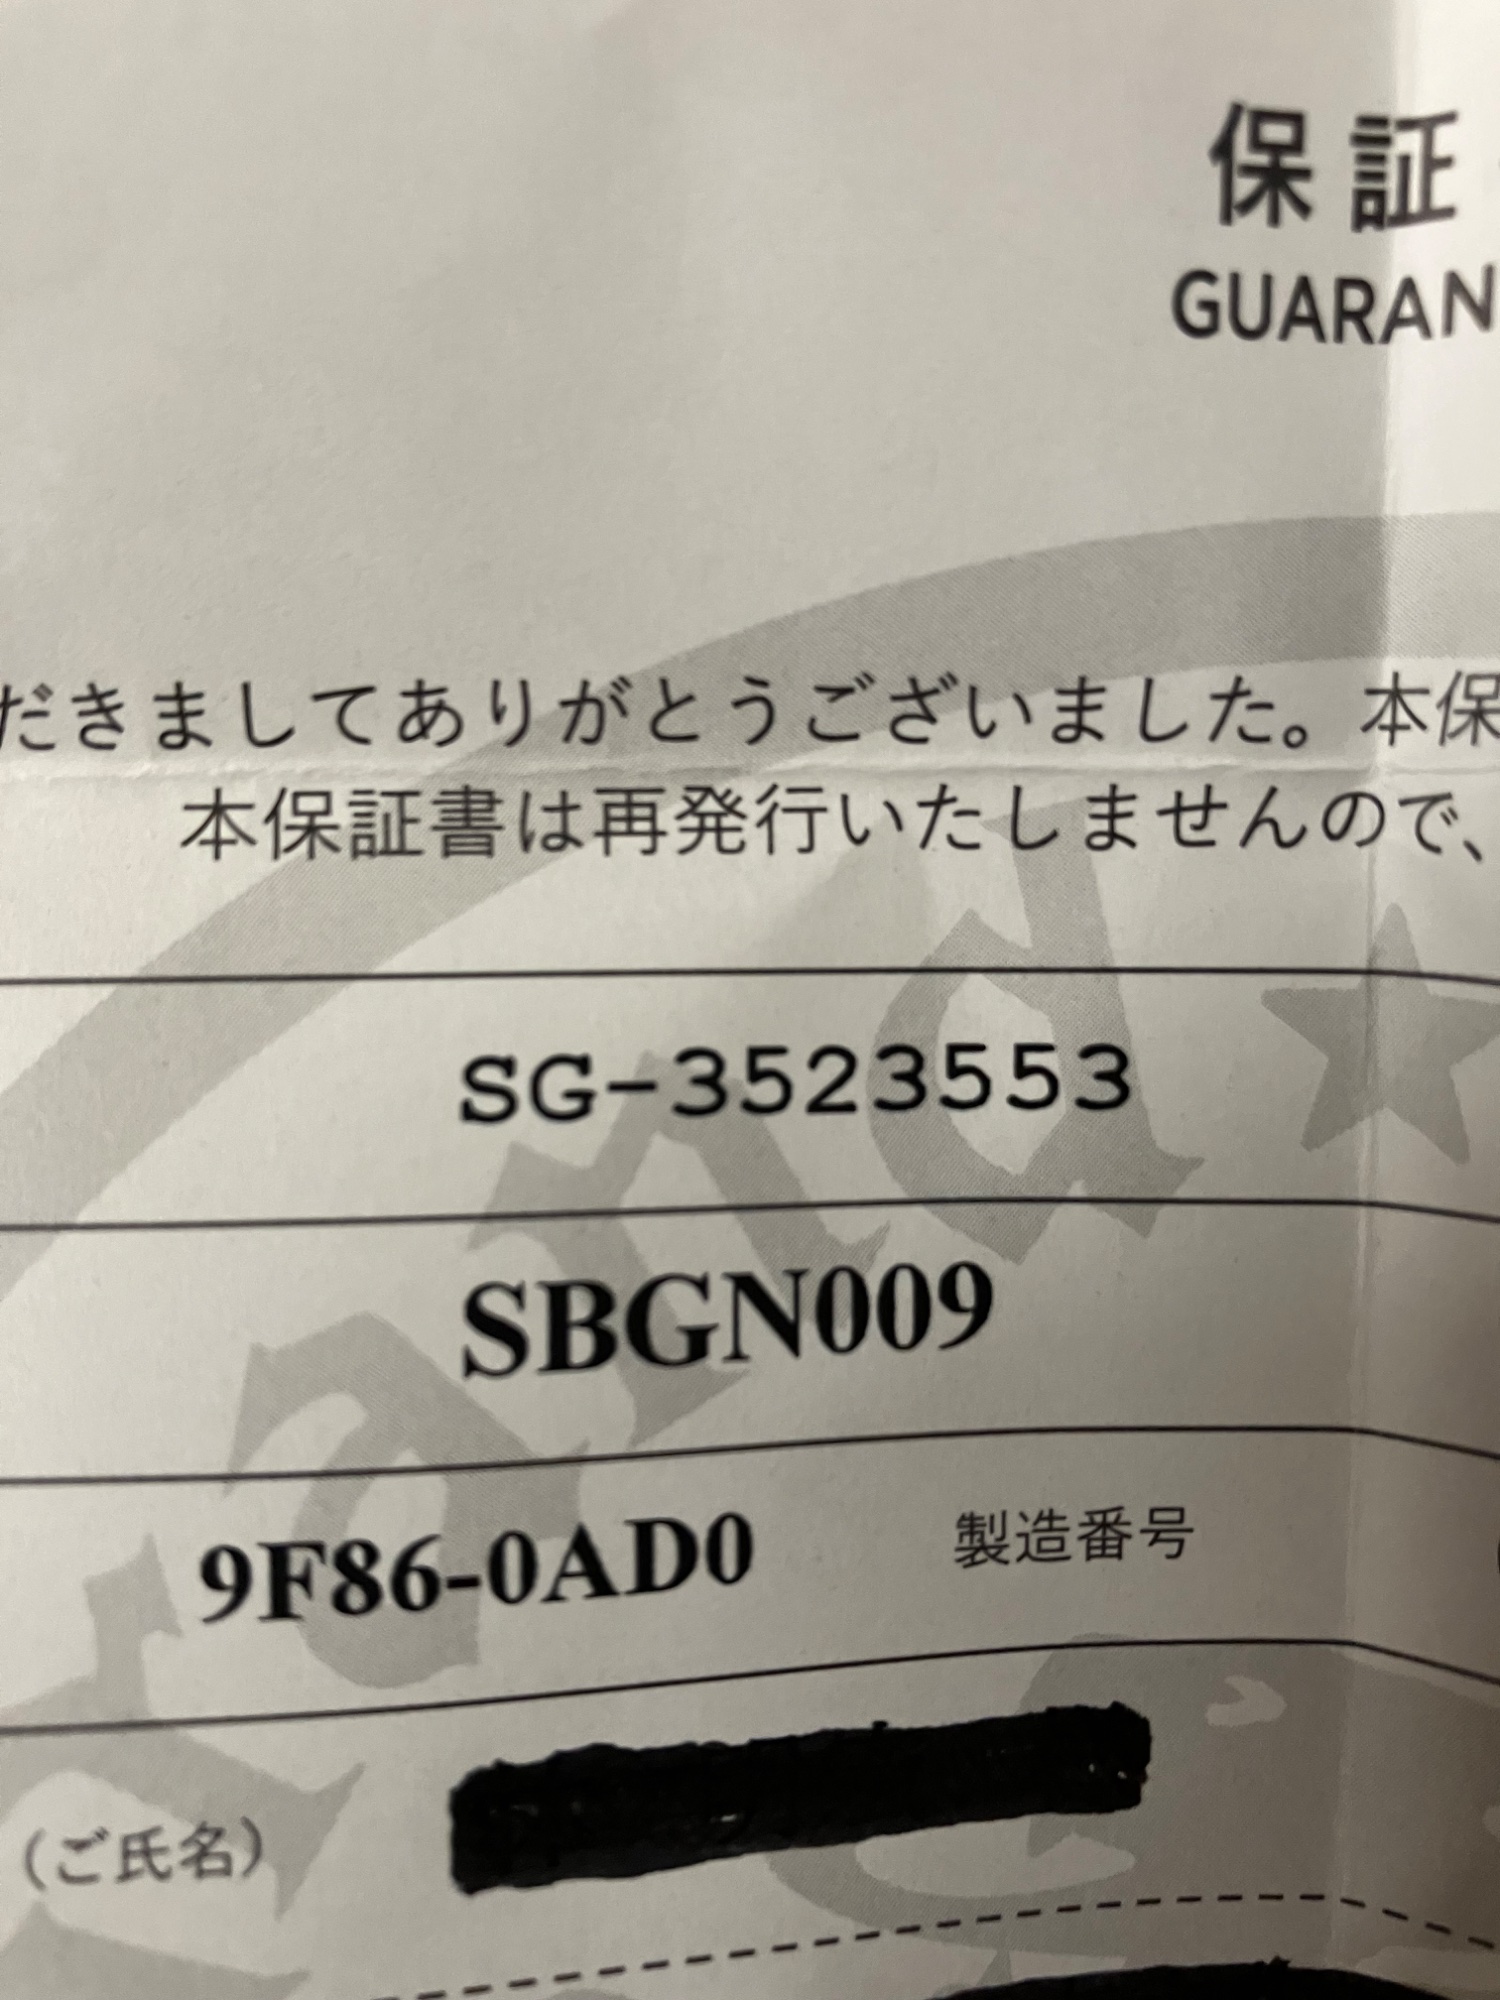 保証
GUARAN
だきましてありがとうございました。本保
本保証書は再発行いたしませんので、
SG-3523553
SBGN009
9F86-0AD0 製造番号
(ご氏名)